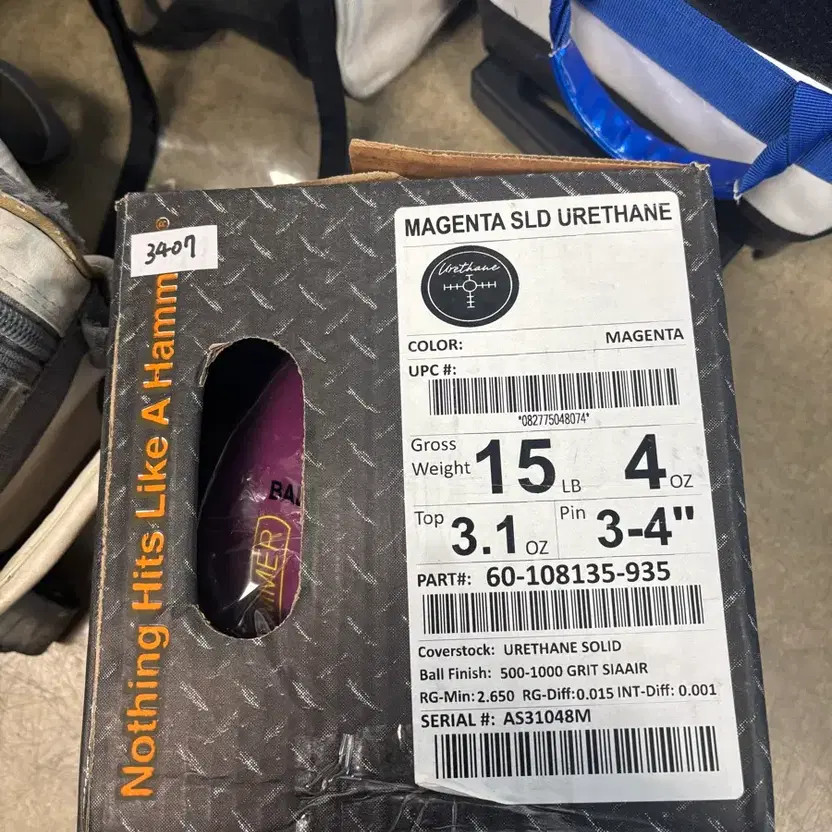 3407
Nothing Hits Like A Hamm
®
BA
MMER
MAGENTA SLD URETHANE
Urethane
COLOR: MAGENTA
UPC #:
*082775048074*
Gross Weight 15 LB 4 OZ
Top 3.1 OZ Pin 3-4"
PART#: 60-108135-935
Coverstock: URETHANE SOLID
Ball Finish: 500-1000 GRIT SIAAIR
RG-Min: 2.650 RG-Diff: 0.015 INT-Diff: 0.001
SERIAL #: AS31048M